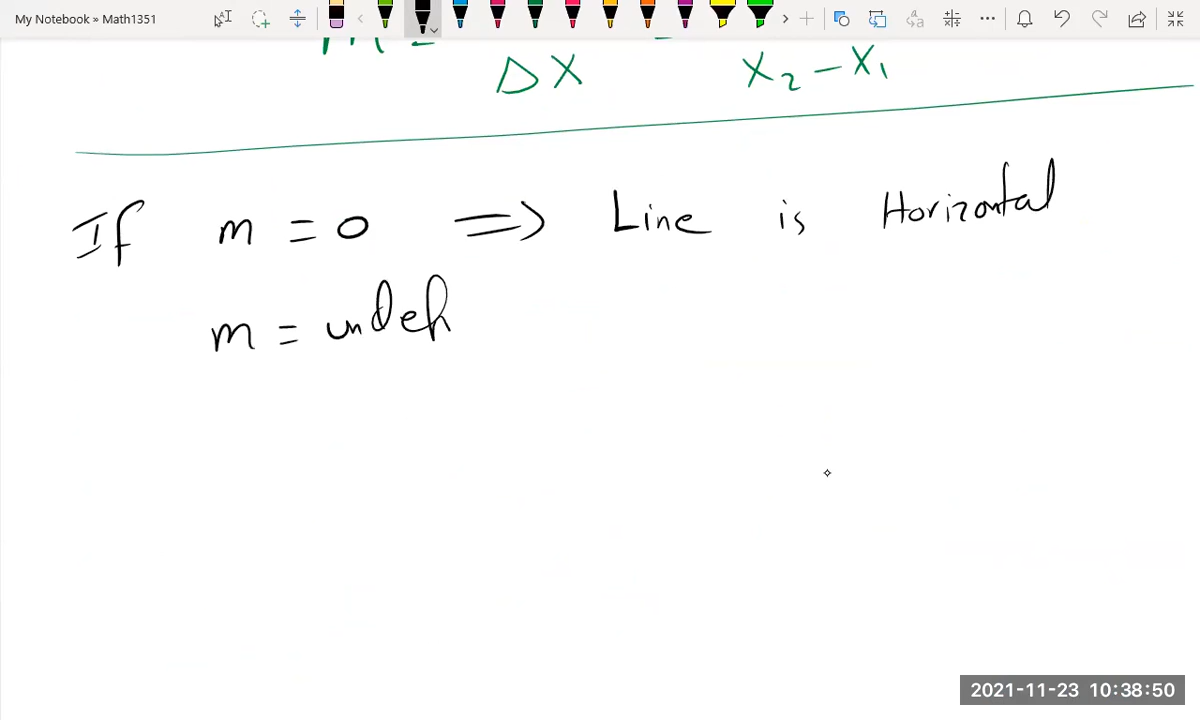 My Notebook » Math1351
m =
Δx x₂ - x₁
If m = 0 => Line is Horizontal
m = undef
2021-11-23 10:38:50